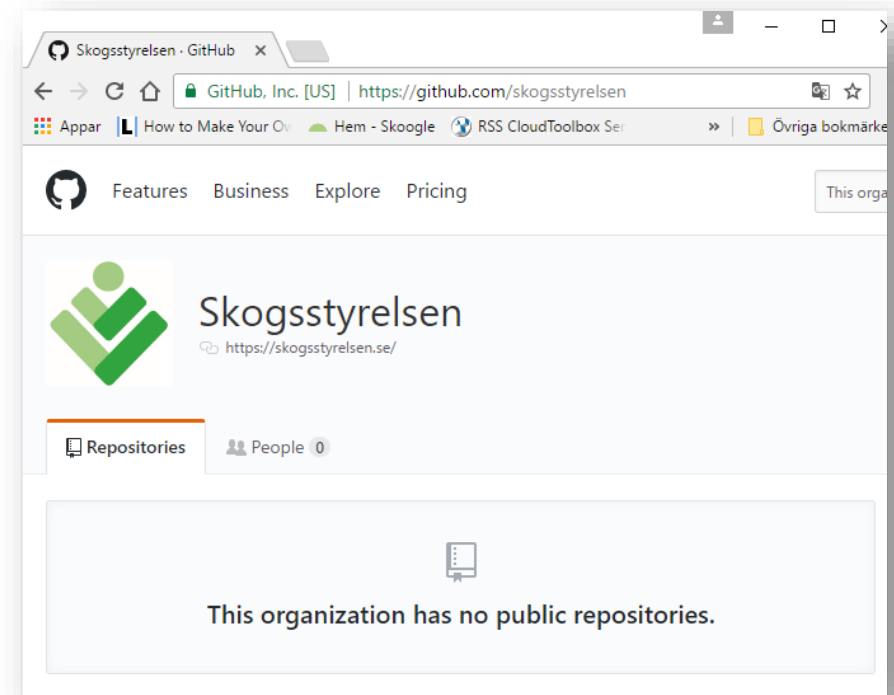 Skogsstyrelsen · GitHub
GitHub, Inc. [US] | https://github.com/skogsstyrelsen
Appar How to Make Your Ov Hem - Skoogle RSS CloudToolbox Ser » Övriga bokmärke
Features Business Explore Pricing This orga
Skogsstyrelsen
https://skogsstyrelsen.se/
Repositories People 0
This organization has no public repositories.